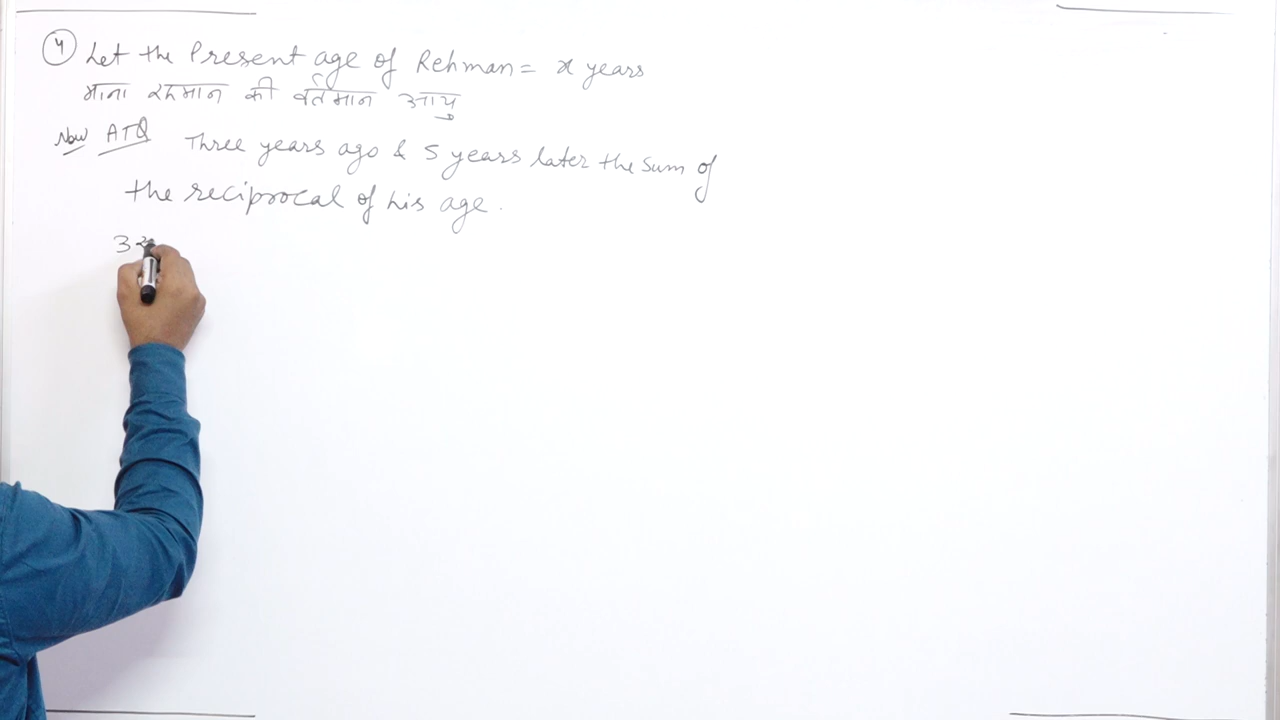 4 Let the Present age of Rehman = x years
माना रहमान की वर्तमान आयु
Now ATQ Three years ago & 5 years later the sum of
the reciprocal of his age.
3